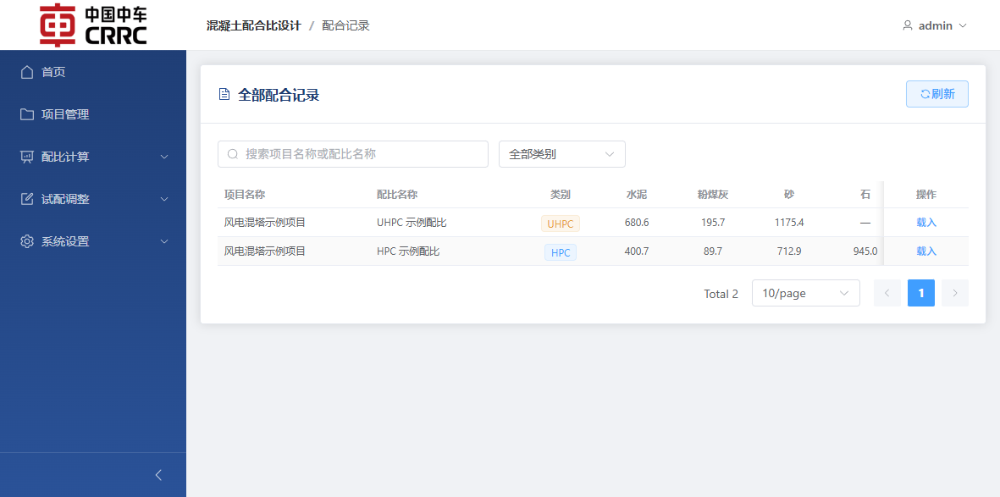 中国中车
CRRC
混凝土配合比设计 / 配合记录
admin
首页
项目管理
配比计算
试配调整
系统设置
全部配合记录
刷新
搜索项目名称或配比名称
全部类别
项目名称 配比名称 类别 水泥 粉煤灰 砂 石 操作
风电混塔示例项目 UHPC 示例配比 UHPC 680.6 195.7 1175.4 — 载入
风电混塔示例项目 HPC 示例配比 HPC 400.7 89.7 712.9 945.0 载入
Total 2 10/page 1